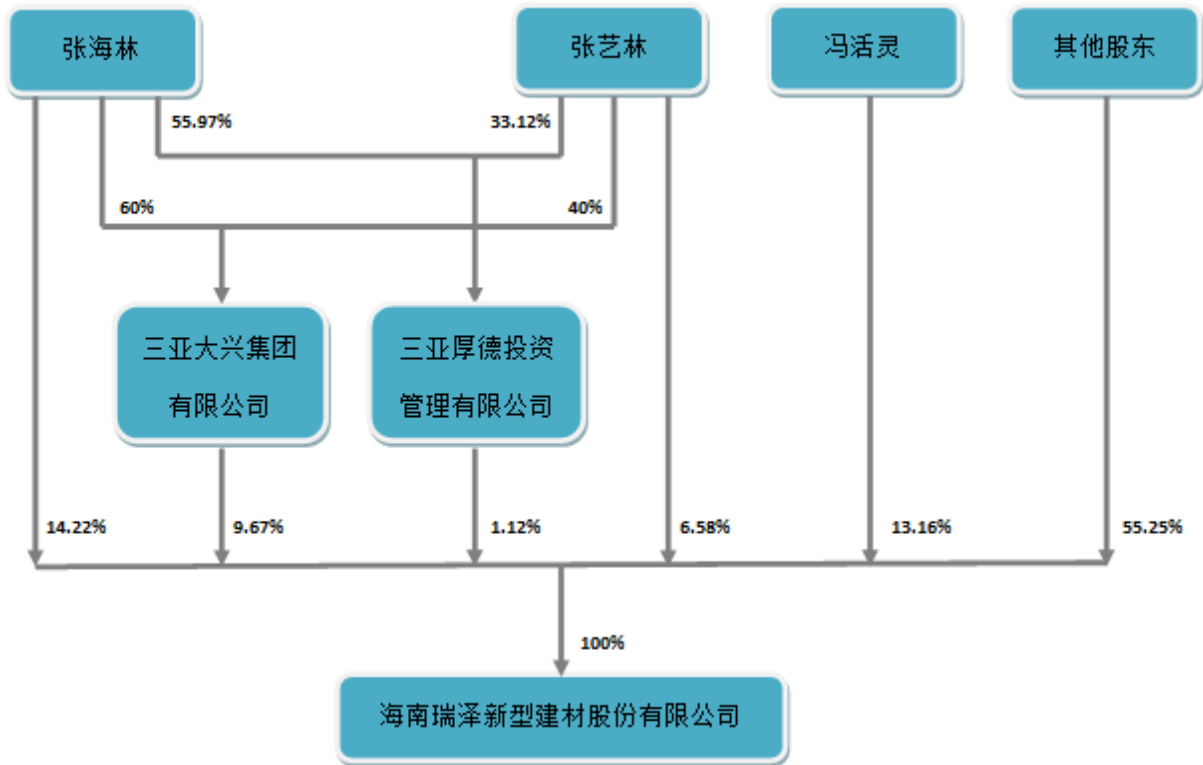 张海林
张艺林
冯活灵
其他股东
55.97%
33.12%
60%
40%
三亚大兴集团
有限公司
三亚厚德投资
管理有限公司
14.22%
9.67%
1.12%
6.58%
13.16%
55.25%
100%
海南瑞泽新型建材股份有限公司